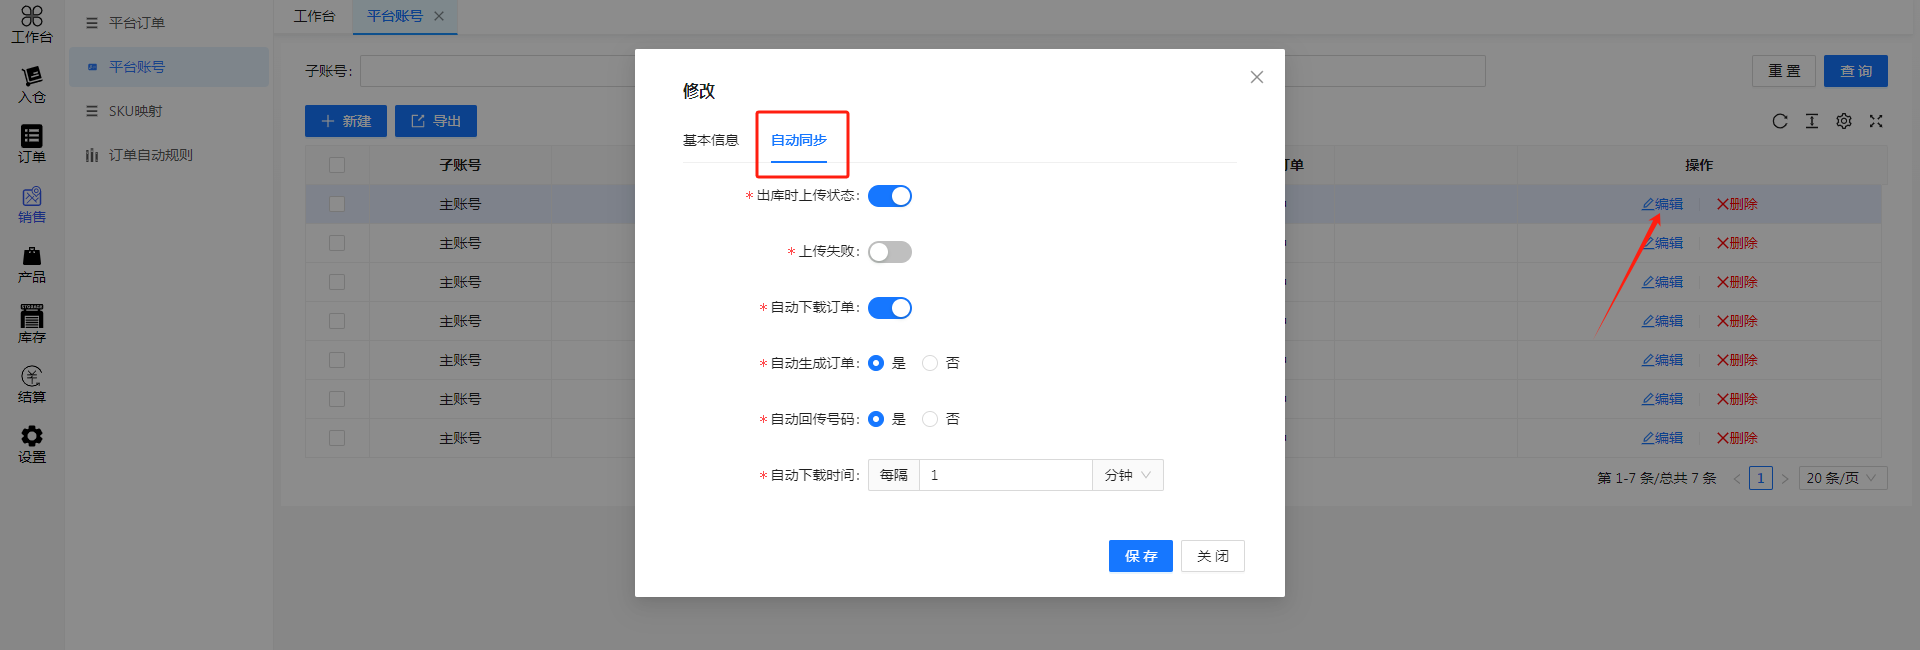 工作台
入仓
订单
销售
产品
库存
结算
设置
平台订单
平台账号
SKU映射
订单自动规则
工作台
平台账号
子账号:
重 置
查 询
新建
导出
子账号
操作
主账号
编辑
删除
主账号
编辑
删除
主账号
编辑
删除
主账号
编辑
删除
主账号
编辑
删除
主账号
编辑
删除
主账号
编辑
删除
第 1-7 条/总共 7 条
1
20 条/页
修改
基本信息
自动同步
* 出库时上传状态:
* 上传失败:
* 自动下载订单:
* 自动生成订单:
是
否
* 自动回传号码:
是
否
* 自动下载时间:
每隔
1
分钟
保 存
关 闭